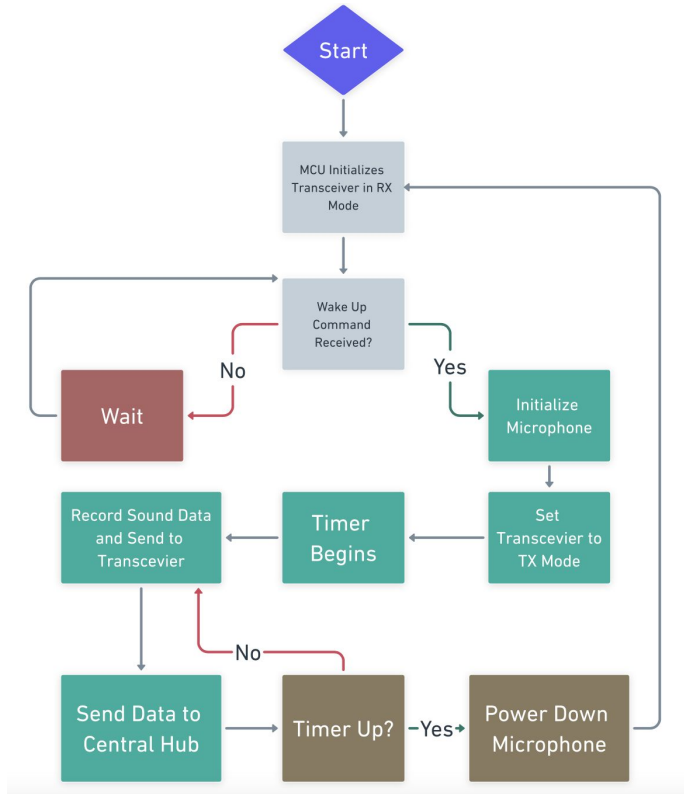 Start
MCU Initializes
Transceiver in RX
Mode
Wake Up
Command
Received?
No
Yes
Wait
Initialize
Microphone
Record Sound Data
and Send to
Transcevier
Timer
Begins
Set
Transcevier to
TX Mode
No
Send Data to
Central Hub
Timer Up?
Yes
Power Down
Microphone